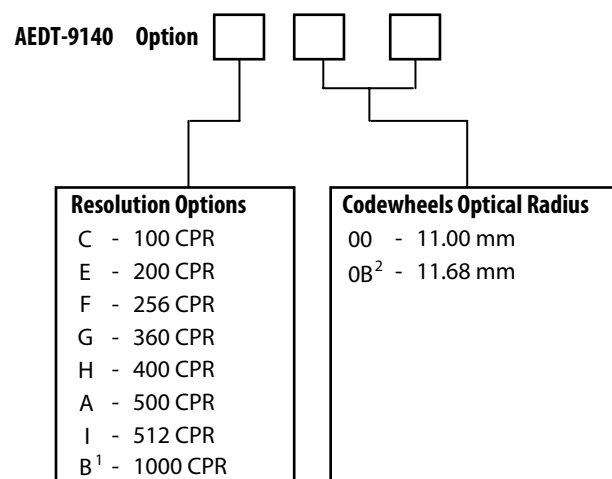 AEDT-9140 Option
Resolution Options
C - 100 CPR
E - 200 CPR
F - 256 CPR
G - 360 CPR
H - 400 CPR
A - 500 CPR
I - 512 CPR
B¹ - 1000 CPR
Codewheels Optical Radius
00 - 11.00 mm
0B² - 11.68 mm